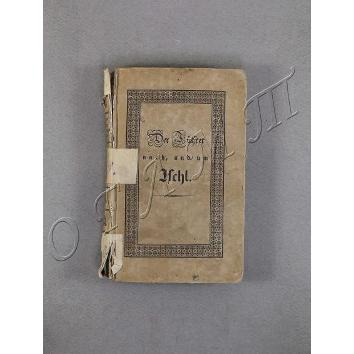 Der Führer
nach, und um
Ischl.